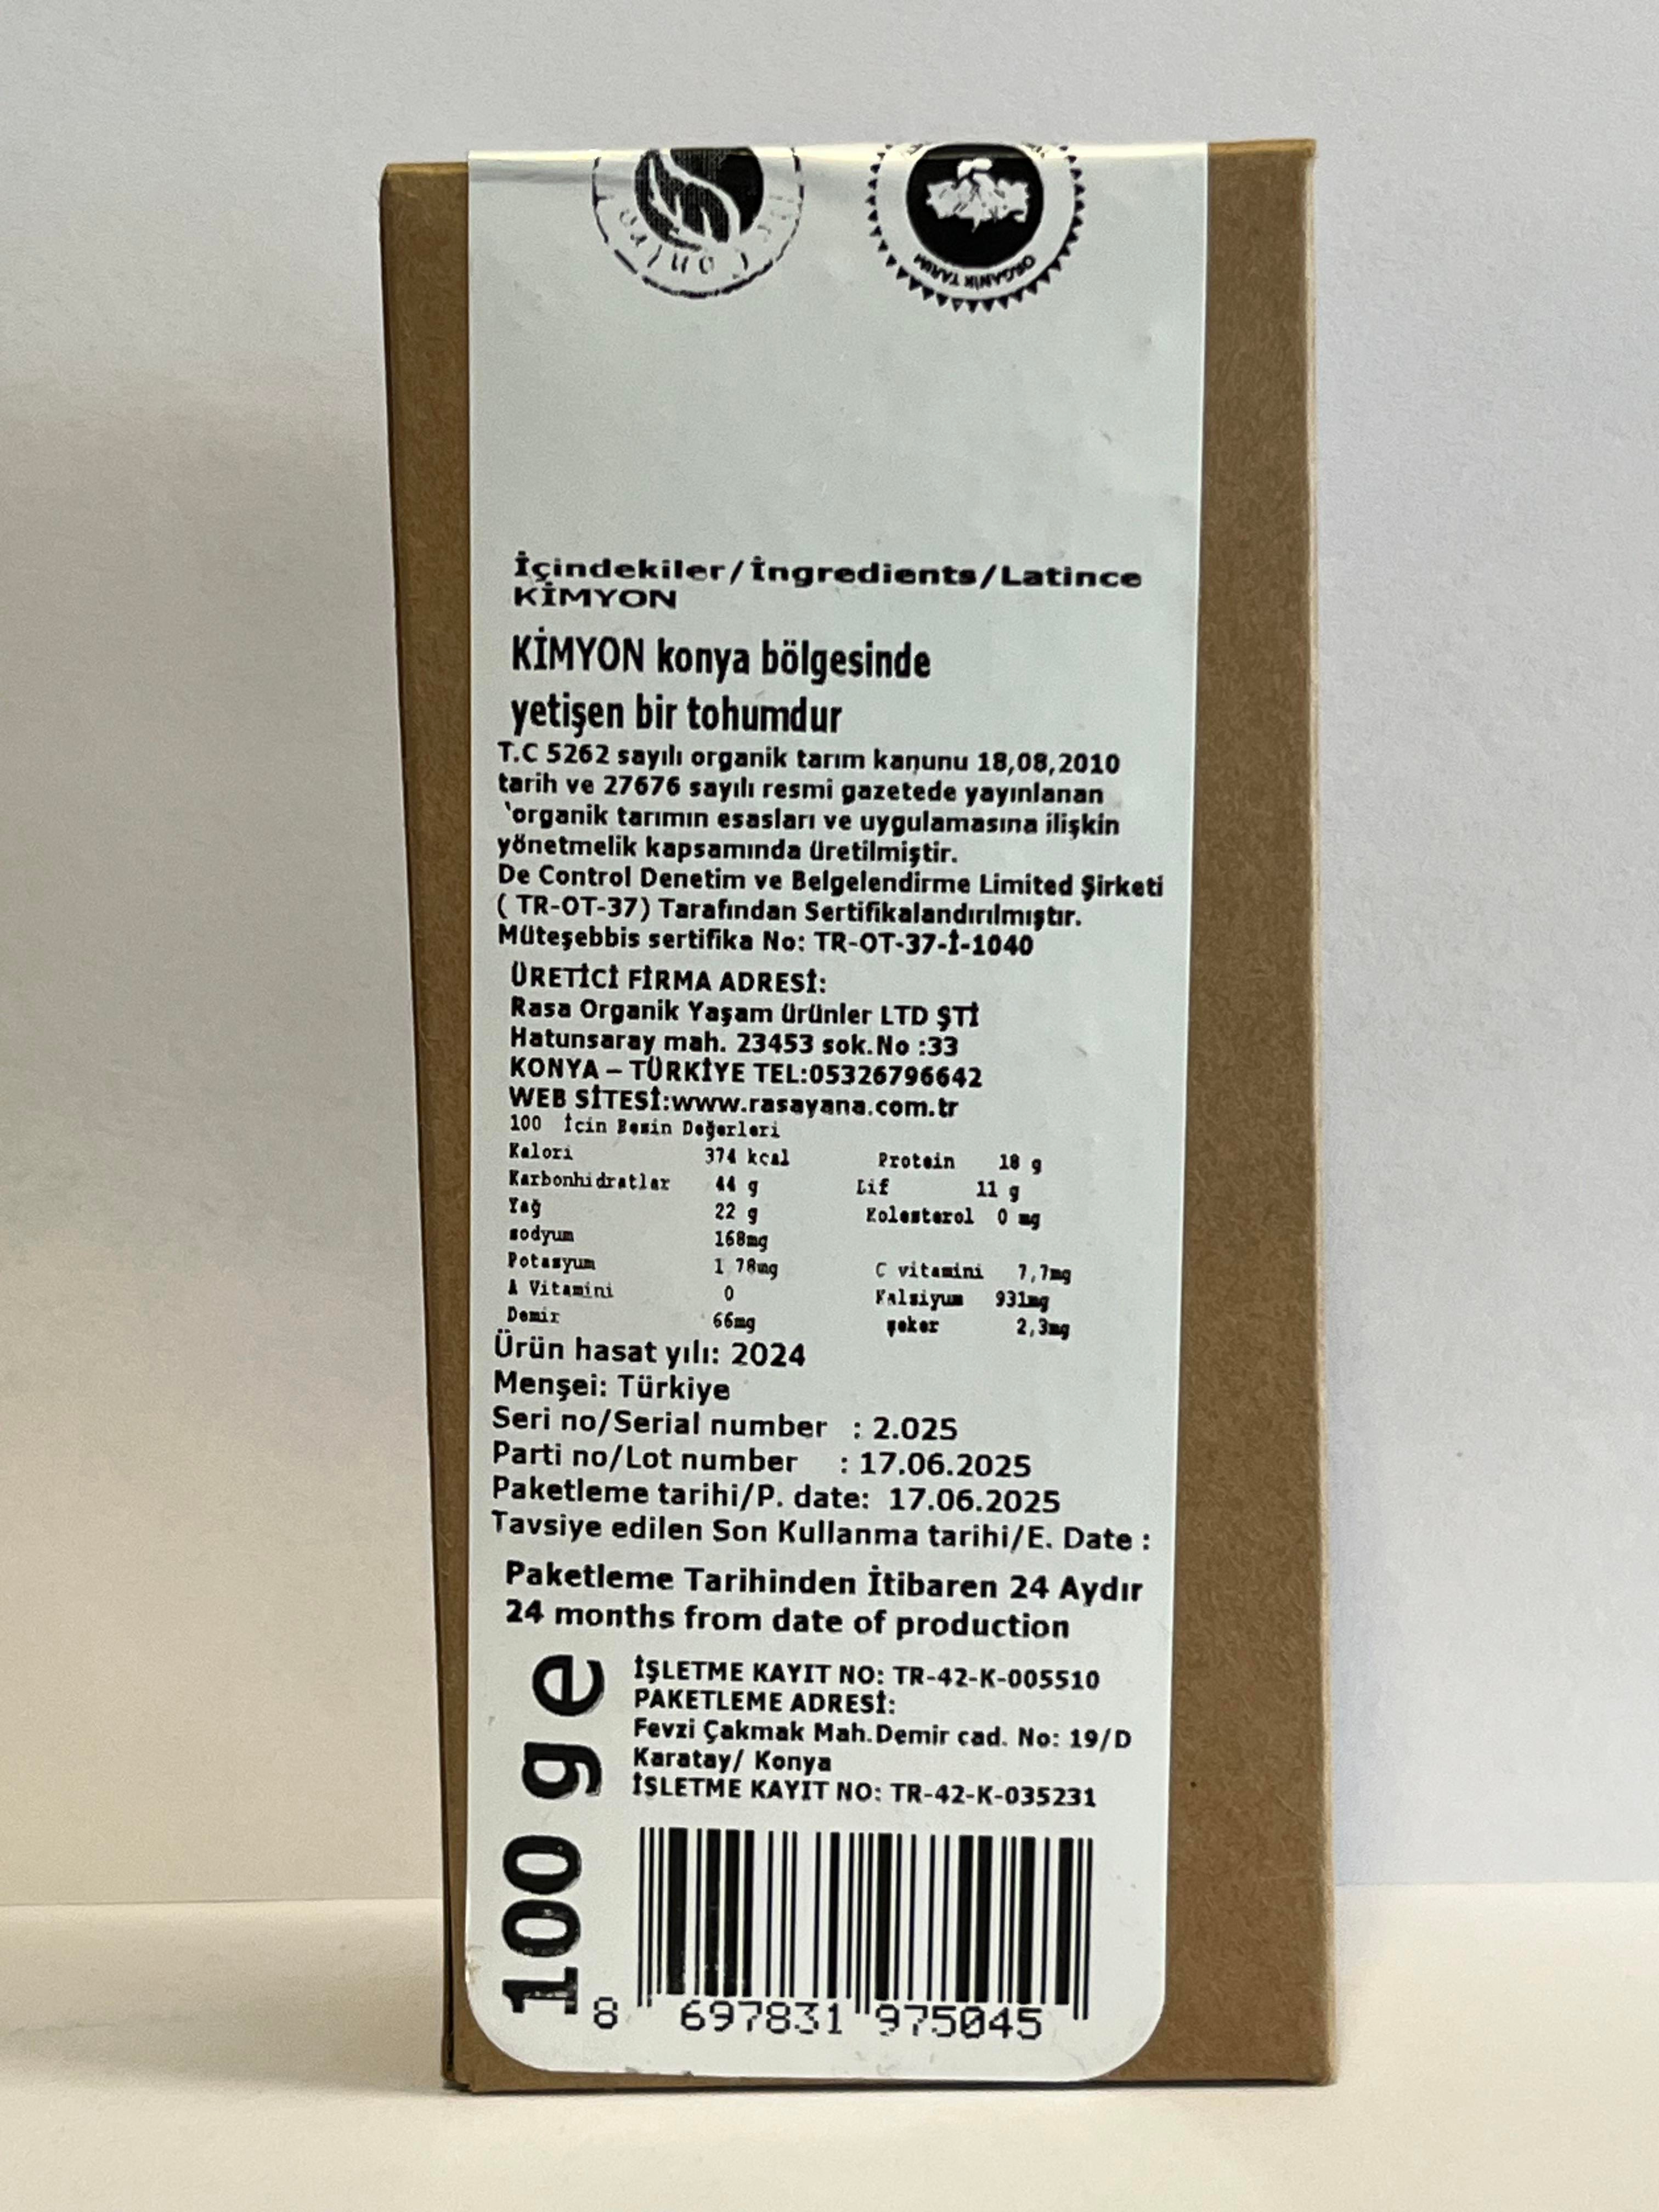 ORGANİK TARIM
İçindekiler/İngredients/Latince
KİMYON
KİMYON konya bölgesinde
yetişen bir tohumdur
T.C 5262 sayılı organik tarım kanunu 18,08,2010
tarih ve 27676 sayılı resmi gazetede yayınlanan
'organik tarımın esasları ve uygulamasına ilişkin
yönetmelik kapsamında üretilmiştir.
De Control Denetim ve Belgelendirme Limited Şirketi
( TR-OT-37) Tarafından Sertifikalandırılmıştır.
Müteşebbis sertifika No: TR-OT-37-İ-1040
ÜRETİCİ FİRMA ADRESİ:
Rasa Organik Yaşam ürünler LTD ŞTİ
Hatunsaray mah. 23453 sok.No :33
KONYA – TÜRKİYE TEL:05326796642
WEB SİTESİ:www.rasayana.com.tr
100 İcin Besin Değerleri
Kalori 374 kcal Protein 18 g
Karbonhidratlar 44 g Lif 11 g
Yağ 22 g Kolesterol 0 mg
sodyum 168mg
Potasyum 1 78mg C vitamini 7,7mg
A Vitamini 0 Kalsiyum 931mg
Demir 66mg şeker 2,3mg
Ürün hasat yılı: 2024
Menşei: Türkiye
Seri no/Serial number : 2.025
Parti no/Lot number : 17.06.2025
Paketleme tarihi/P. date: 17.06.2025
Tavsiye edilen Son Kullanma tarihi/E. Date :
Paketleme Tarihinden İtibaren 24 Aydır
24 months from date of production
100 g e
İŞLETME KAYIT NO: TR-42-K-005510
PAKETLEME ADRESİ:
Fevzi Çakmak Mah.Demir cad. No: 19/D
Karatay/ Konya
İŞLETME KAYIT NO: TR-42-K-035231
8 697831 975045